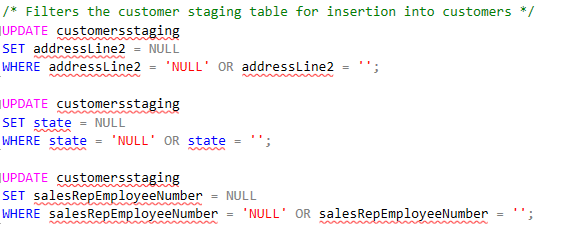 /* Filters the customer staging table for insertion into customers */
UPDATE customersstaging
SET addressLine2 = NULL
WHERE addressLine2 = 'NULL' OR addressLine2 = '';
UPDATE customersstaging
SET state = NULL
WHERE state = 'NULL' OR state = '';
UPDATE customersstaging
SET salesRepEmployeeNumber = NULL
WHERE salesRepEmployeeNumber = 'NULL' OR salesRepEmployeeNumber = '';